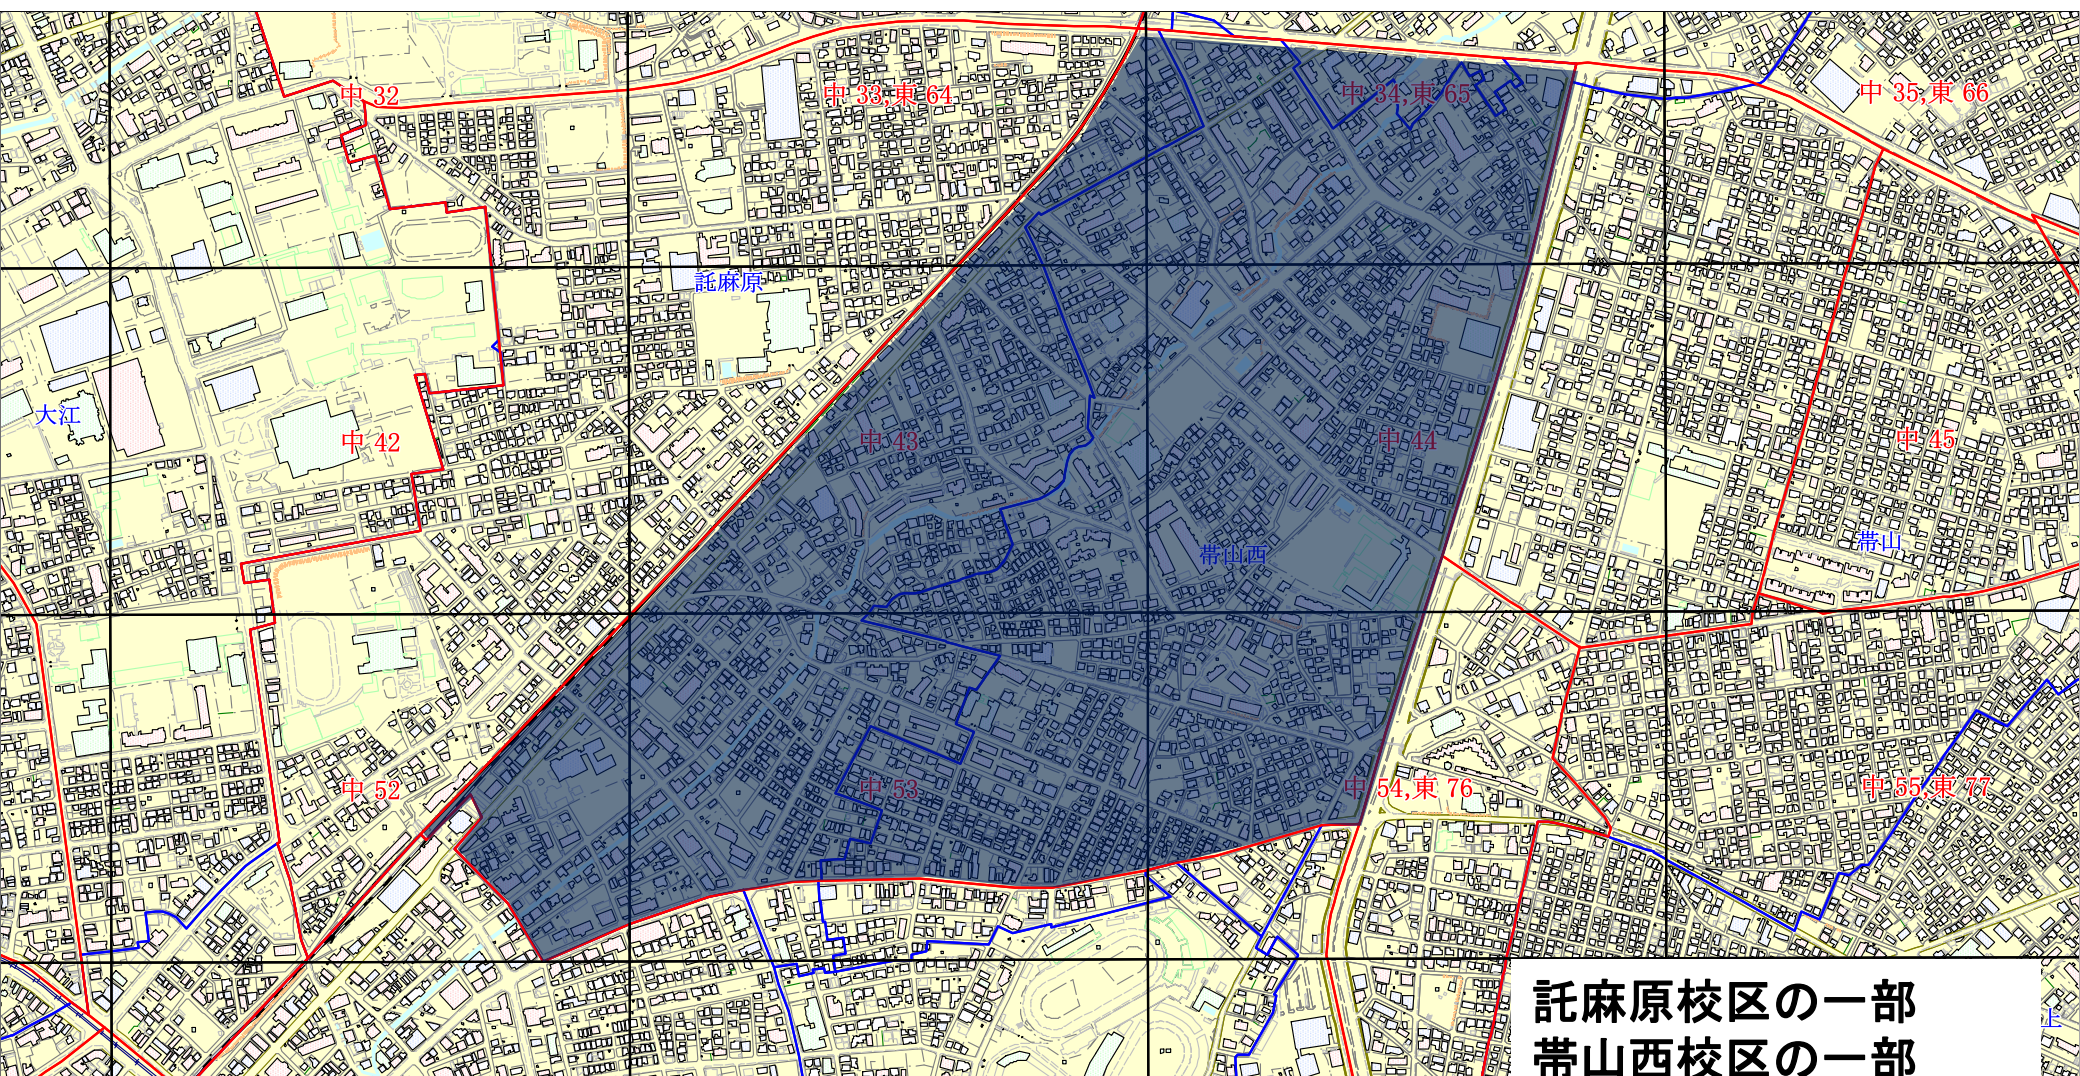 中 32
中 33,東 64
中 34,東 65
中 35,東 66
託麻原
大江
中 42
中 43
中 44
中 45
帯山西
帯山
中 52
中 53
中 54,東 76
中 55,東 77
託麻原校区の一部
上
帯山西校区の一部